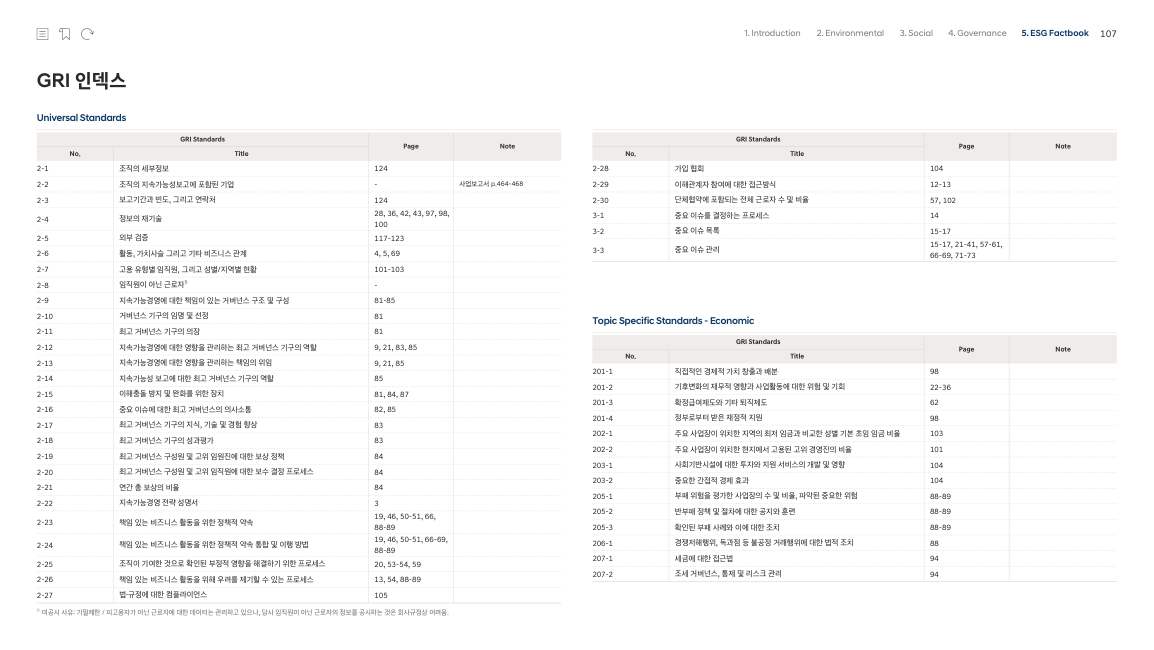 1. Introduction 2. Environmental 3. Social 4. Governance 5. ESG Factbook 107
GRI 인덱스
Universal Standards
GRI Standards Page Note
No. Title
2-1 조직의 세부정보 124
2-2 조직의 지속가능성보고에 포함된 기업 - 사업보고서 p.464-468
2-3 보고기간과 빈도, 그리고 연락처 124
2-4 정보의 재기술 28, 36, 42, 43, 97, 98,
100
2-5 외부 검증 117-123
2-6 활동, 가치사슬 그리고 기타 비즈니스 관계 4, 5, 69
2-7 고용 유형별 임직원, 그리고 성별/지역별 현황 101-103
2-8 임직원이 아닌 근로자¹⁾ -
2-9 지속가능경영에 대한 책임이 있는 거버넌스 구조 및 구성 81-85
2-10 거버넌스 기구의 임명 및 선정 81
2-11 최고 거버넌스 기구의 의장 81
2-12 지속가능경영에 대한 영향을 관리하는 최고 거버넌스 기구의 역할 9, 21, 83, 85
2-13 지속가능경영에 대한 영향을 관리하는 책임의 위임 9, 21, 85
2-14 지속가능성 보고에 대한 최고 거버넌스 기구의 역할 85
2-15 이해충돌 방지 및 완화를 위한 장치 81, 84, 87
2-16 중요 이슈에 대한 최고 거버넌스의 의사소통 82, 85
2-17 최고 거버넌스 기구의 지식, 기술 및 경험 향상 83
2-18 최고 거버넌스 기구의 성과평가 83
2-19 최고 거버넌스 구성원 및 고위 임원진에 대한 보상 정책 84
2-20 최고 거버넌스 구성원 및 고위 임직원에 대한 보수 결정 프로세스 84
2-21 연간 총 보상의 비율 84
2-22 지속가능경영 전략 성명서 3
2-23 책임 있는 비즈니스 활동을 위한 정책적 약속 19, 46, 50-51, 66,
88-89
2-24 책임 있는 비즈니스 활동을 위한 정책적 약속 통합 및 이행 방법 19, 46, 50-51, 66-69,
88-89
2-25 조직이 기여한 것으로 확인된 부정적 영향을 해결하기 위한 프로세스 20, 53-54, 59
2-26 책임 있는 비즈니스 활동을 위해 우려를 제기할 수 있는 프로세스 13, 54, 88-89
2-27 법·규정에 대한 컴플라이언스 105
¹⁾ 미공시 사유: 기밀제한 / 피고용자가 아닌 근로자에 대한 데이터는 관리하고 있으나, 당사 임직원이 아닌 근로자의 정보를 공시하는 것은 회사규정상 어려움.
GRI Standards Page Note
No. Title
2-28 가입 협회 104
2-29 이해관계자 참여에 대한 접근방식 12-13
2-30 단체협약에 포함되는 전체 근로자 수 및 비율 57, 102
3-1 중요 이슈를 결정하는 프로세스 14
3-2 중요 이슈 목록 15-17
3-3 중요 이슈 관리 15-17, 21-41, 57-61,
66-69, 71-73
Topic Specific Standards - Economic
GRI Standards Page Note
No. Title
201-1 직접적인 경제적 가치 창출과 배분 98
201-2 기후변화의 재무적 영향과 사업활동에 대한 위험 및 기회 22-36
201-3 확정급여제도와 기타 퇴직제도 62
201-4 정부로부터 받은 재정적 지원 98
202-1 주요 사업장이 위치한 지역의 최저 임금과 비교한 성별 기본 초임 임금 비율 103
202-2 주요 사업장이 위치한 현지에서 고용된 고위 경영진의 비율 101
203-1 사회기반시설에 대한 투자와 지원 서비스의 개발 및 영향 104
203-2 중요한 간접적 경제 효과 104
205-1 부패 위험을 평가한 사업장의 수 및 비율, 파악된 중요한 위험 88-89
205-2 반부패 정책 및 절차에 대한 공지와 훈련 88-89
205-3 확인된 부패 사례와 이에 대한 조치 88-89
206-1 경쟁저해행위, 독과점 등 불공정 거래행위에 대한 법적 조치 88
207-1 세금에 대한 접근법 94
207-2 조세 거버넌스, 통제 및 리스크 관리 94